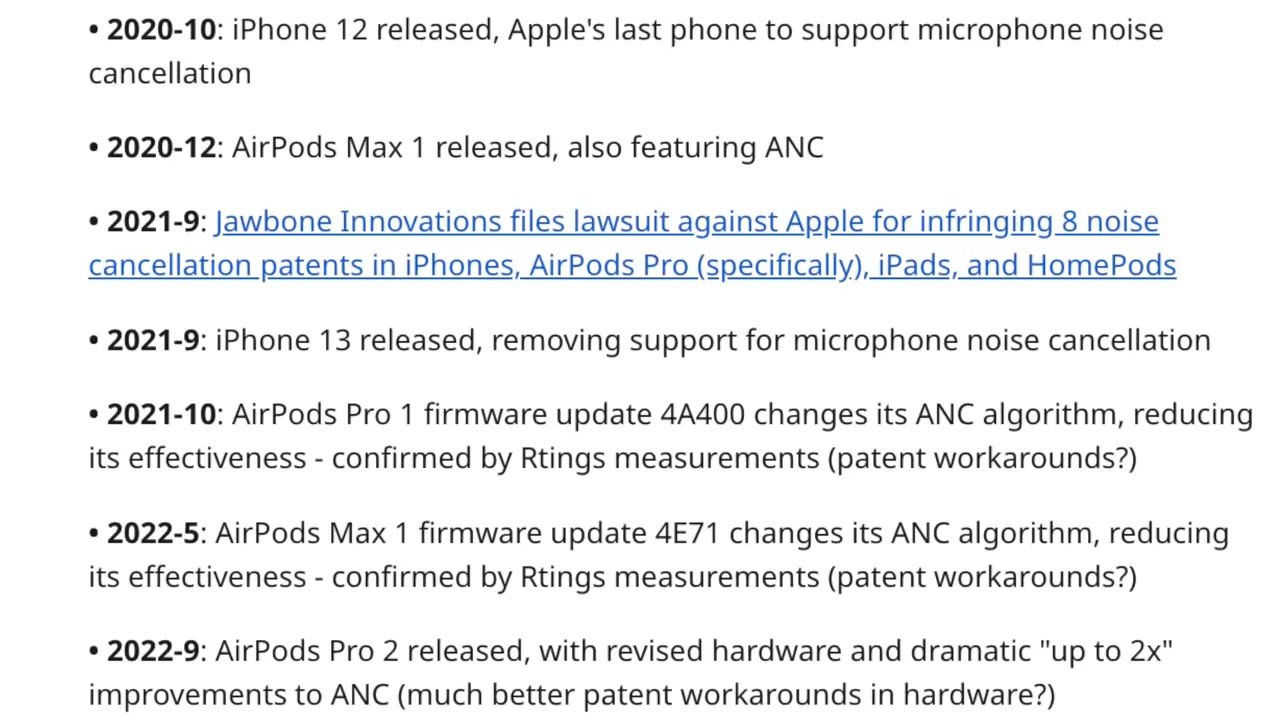 • 2020-10: iPhone 12 released, Apple's last phone to support microphone noise
cancellation
• 2020-12: AirPods Max 1 released, also featuring ANC
• 2021-9: Jawbone Innovations files lawsuit against Apple for infringing 8 noise
cancellation patents in iPhones, AirPods Pro (specifically), iPads, and HomePods
• 2021-9: iPhone 13 released, removing support for microphone noise cancellation
• 2021-10: AirPods Pro 1 firmware update 4A400 changes its ANC algorithm, reducing
its effectiveness - confirmed by Rtings measurements (patent workarounds?)
• 2022-5: AirPods Max 1 firmware update 4E71 changes its ANC algorithm, reducing
its effectiveness - confirmed by Rtings measurements (patent workarounds?)
• 2022-9: AirPods Pro 2 released, with revised hardware and dramatic "up to 2x"
improvements to ANC (much better patent workarounds in hardware?)